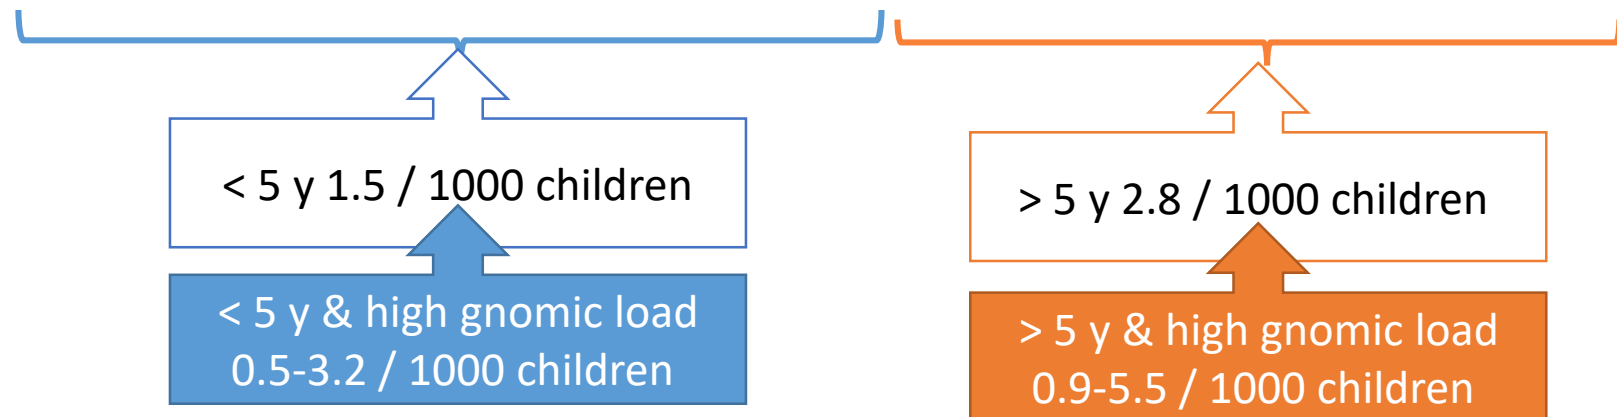 < 5 y 1.5 / 1000 children
< 5 y & high gnomic load
0.5-3.2 / 1000 children
> 5 y 2.8 / 1000 children
> 5 y & high gnomic load
0.9-5.5 / 1000 children